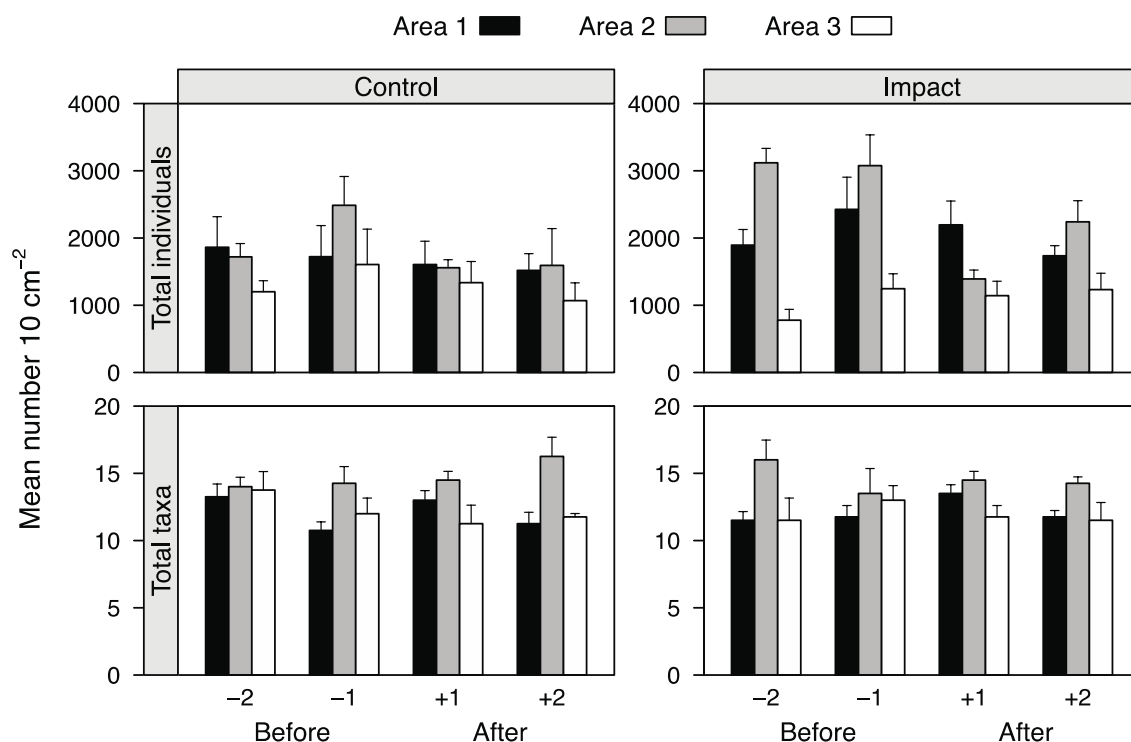 Area 1 Area 2 Area 3
Control Impact
Mean number 10 cm⁻²
Total individuals
4000 4000
3000 3000
2000 2000
1000 1000
0 0
Total taxa
20 20
15 15
10 10
5 5
0 0
−2 −1 +1 +2 −2 −1 +1 +2
Before After Before After